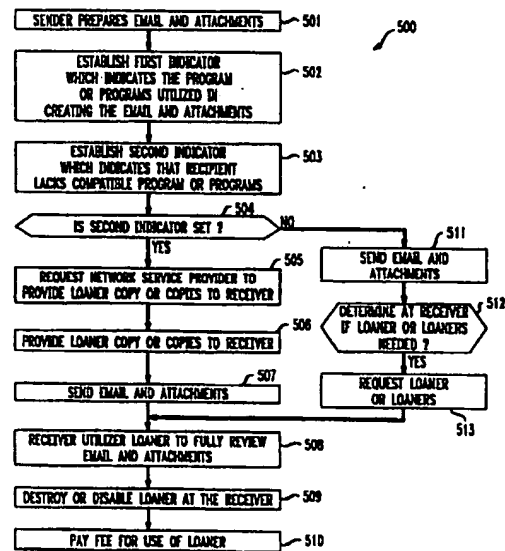 SENDER PREPARES EMAIL AND ATTACHMENTS
501
500
ESTABLISH FIRST INDICATOR
WHICH INDICATES THE PROGRAM
OR PROGRAMS UTILIZED IN
CREATING THE EMAIL AND ATTACHMENTS
502
ESTABLISH SECOND INDICATOR
WHICH INDICATES THAT RECIPIENT
LACKS COMPATIBLE PROGRAM OR PROGRAMS
503
504
IS SECOND INDICATOR SET ?
NO
YES
505
REQUEST NETWORK SERVICE PROVIDER TO
PROVIDE LOANER COPY OR COPIES TO RECEIVER
506
PROVIDE LOANER COPY OR COPIES TO RECEIVER
507
SEND EMAIL AND ATTACHMENTS
511
SEND EMAIL AND
ATTACHMENTS
512
DETERMINE AT RECEIVER
IF LOANER OR LOANERS
NEEDED ?
YES
REQUEST LOANER
OR LOANERS
513
RECEIVER UTILIZER LOANER TO FULLY REVIEW
EMAIL AND ATTACHMENTS
508
DESTROY OR DISABLE LOANER AT THE RECEIVER
509
PAY FEE FOR USE OF LOANER
510